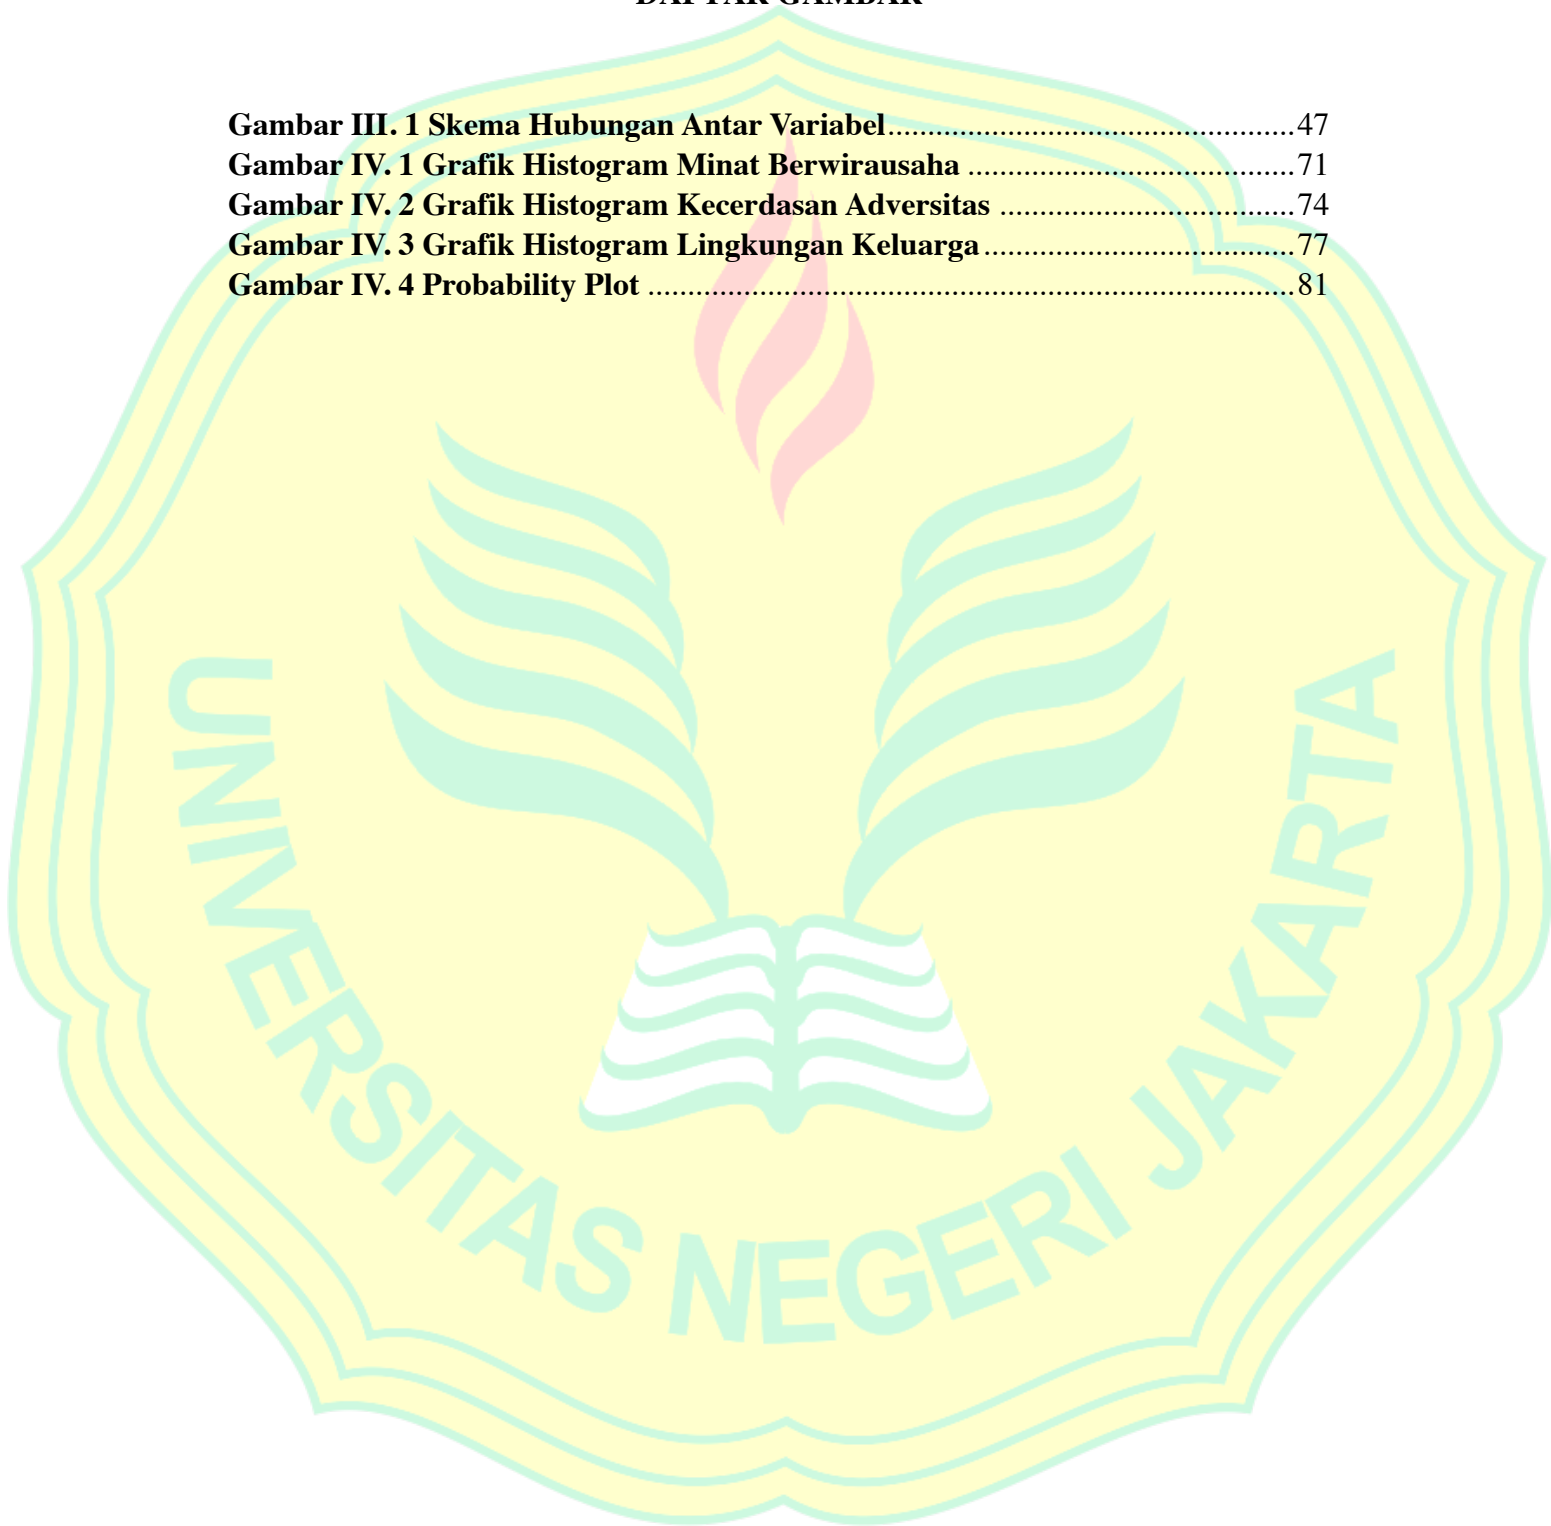 DAFTAR GAMBAR
Gambar III. 1 Skema Hubungan Antar Variabel....................................................47
Gambar IV. 1 Grafik Histogram Minat Berwirausaha ..........................................71
Gambar IV. 2 Grafik Histogram Kecerdasan Adversitas ......................................74
Gambar IV. 3 Grafik Histogram Lingkungan Keluarga........................................77
Gambar IV. 4 Probability Plot ..................................................................................81
UNIVERSITAS NEGERI JAKARTA